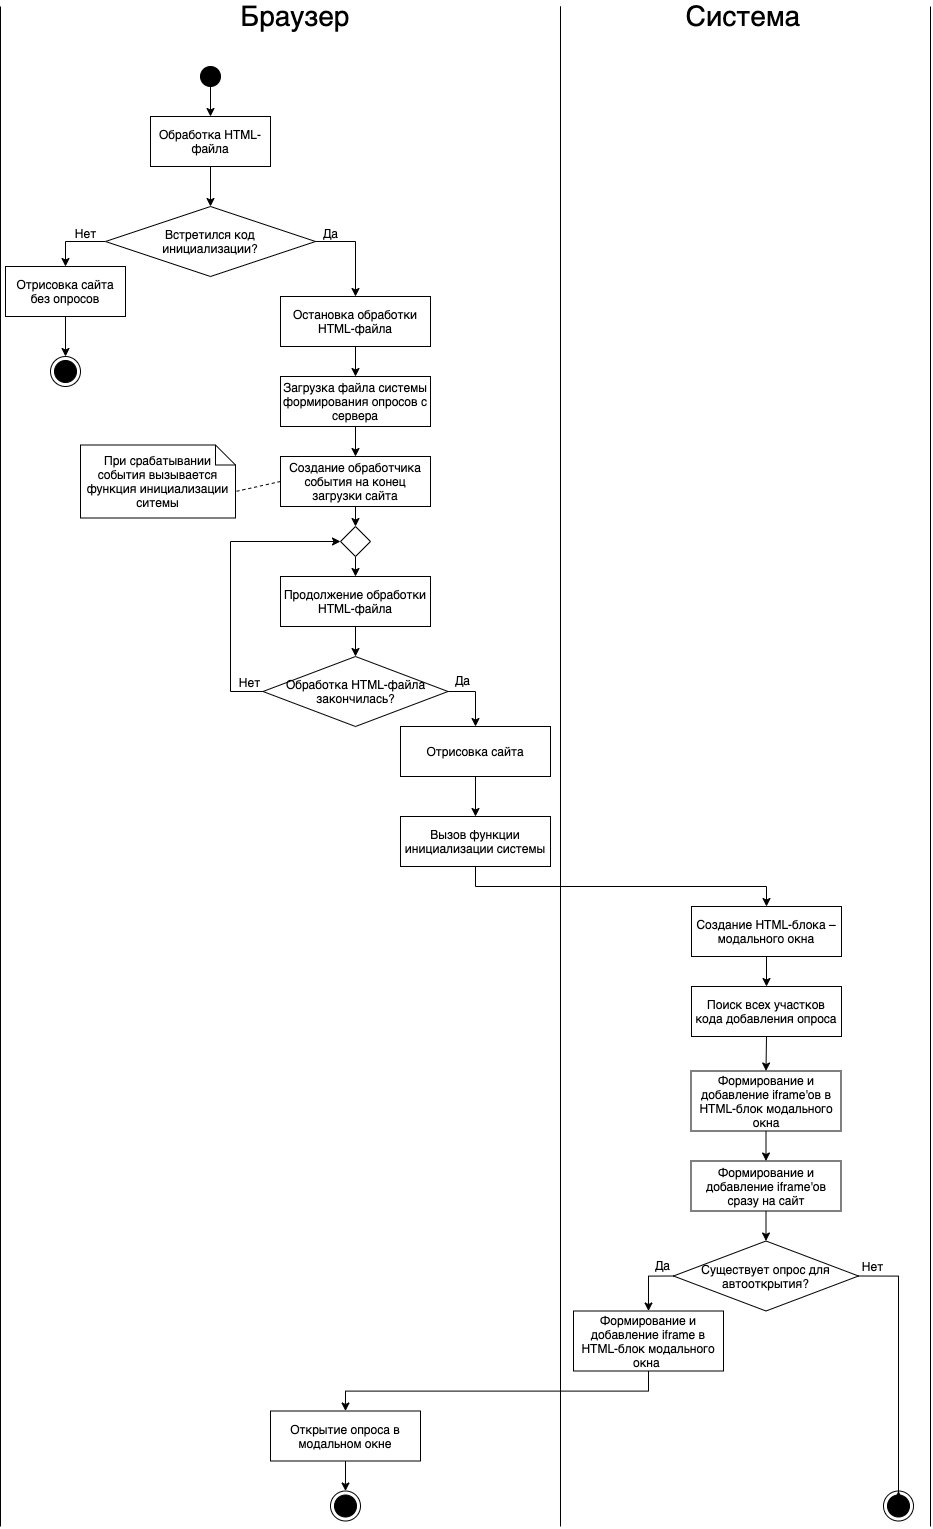 Браузер
Система
Обработка HTML-
файла
Встретился код
инициализации?
Нет
Да
Отрисовка сайта
без опросов
Остановка обработки
HTML-файла
Загрузка файла системы
формирования опросов с
сервера
При срабатывании
события вызывается
функция инициализации
ситемы
Создание обработчика
события на конец
загрузки сайта
Продолжение обработки
HTML-файла
Обработка HTML-файла
закончилась?
Нет
Да
Отрисовка сайта
Вызов функции
инициализации системы
Создание HTML-блока –
модального окна
Поиск всех участков
кода добавления опроса
Формирование и
добавление iframe'ов в
HTML-блок модального
окна
Формирование и
добавление iframe'ов
сразу на сайт
Существует опрос для
автооткрытия?
Да
Нет
Формирование и
добавление iframe в
HTML-блок модального
окна
Открытие опроса в
модальном окне